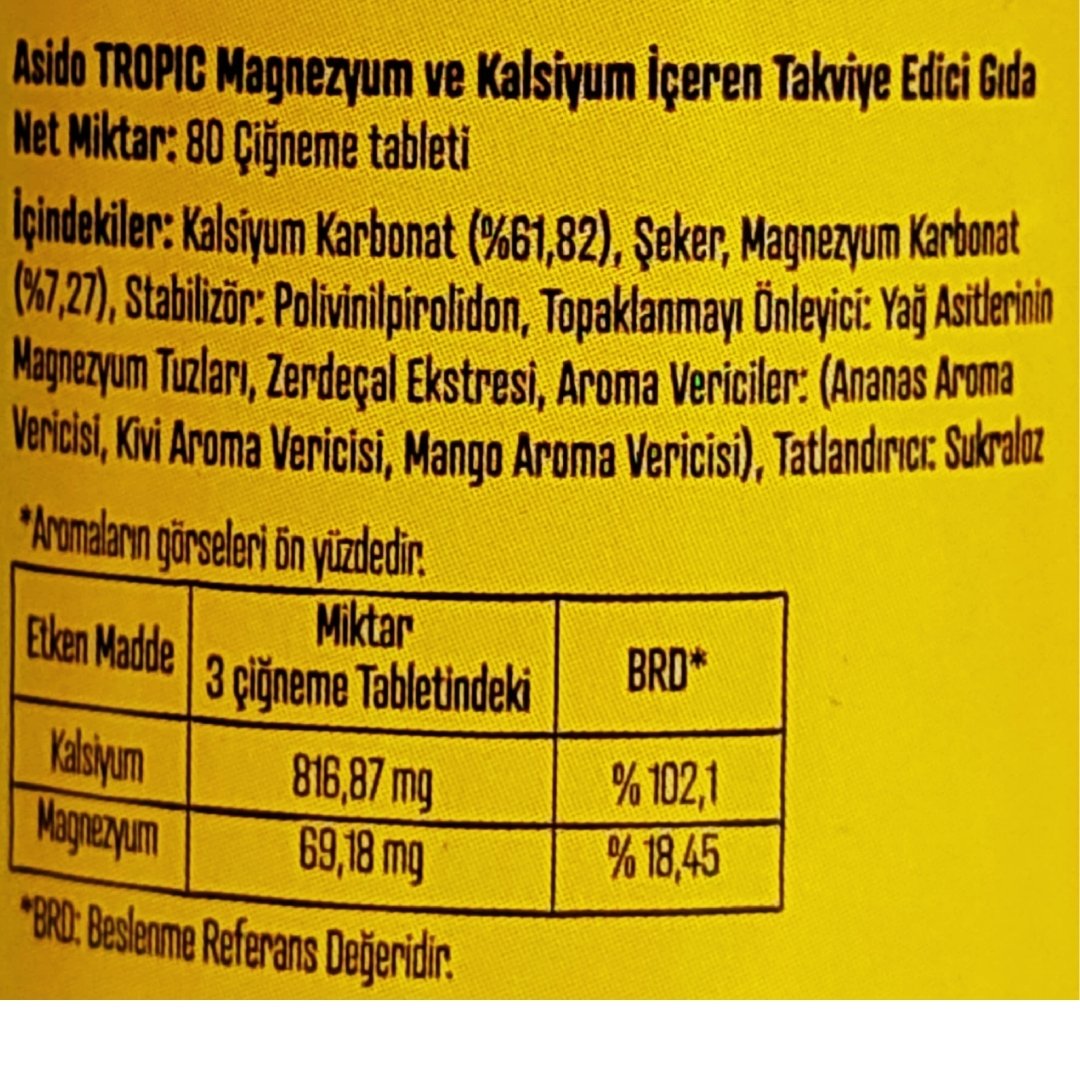 Asido TROPIC Magnezyum ve Kalsiyum İçeren Takviye Edici Gıda
Net Miktar: 80 Çiğneme tableti
İçindekiler: Kalsiyum Karbonat (%61,82), Şeker, Magnezyum Karbonat
(%7,27), Stabilizör: Polivinilpirolidon, Topaklanmayı Önleyici: Yağ Asitlerinin
Magnezyum Tuzları, Zerdeçal Ekstresi, Aroma Vericiler: (Ananas Aroma
Vericisi, Kivi Aroma Vericisi, Mango Aroma Vericisi), Tatlandırıcı: Sukraloz
*Aromaların görseleri ön yüzdedir.
Etken Madde Miktar 3 çiğneme Tabletindeki BRD*
Kalsiyum 816,87 mg % 102,1
Magnezyum 69,18 mg % 18,45
*BRD: Beslenme Referans Değeridir.